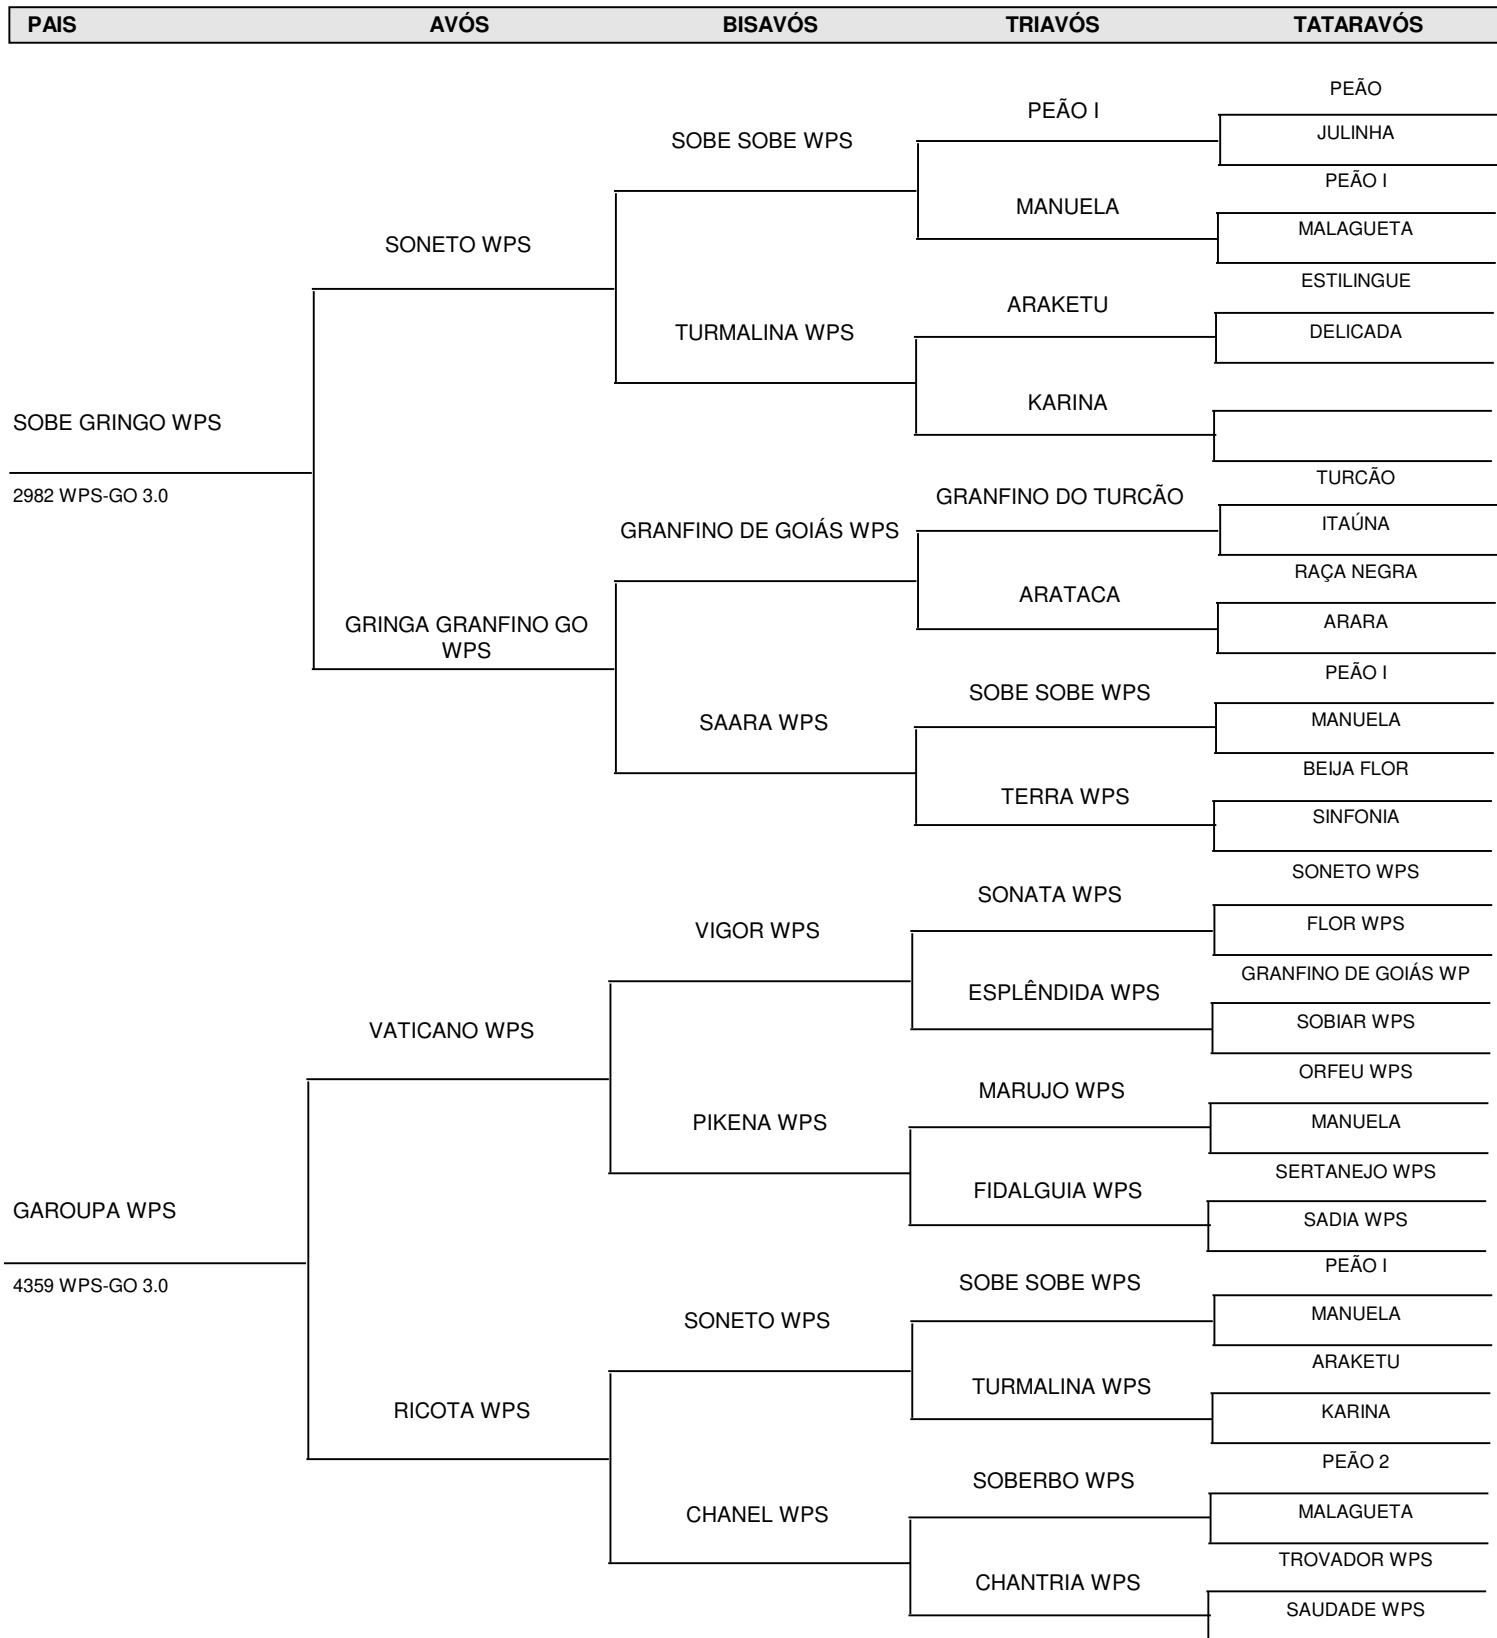 PAIS AVÓS BISAVÓS TRIAVÓS TATARAVÓS
PEÃO
PEÃO I
JULINHA
SOBE SOBE WPS
PEÃO I
MANUELA
MALAGUETA
SONETO WPS
ESTILINGUE
ARAKETU
TURMALINA WPS
DELICADA
KARINA
SOBE GRINGO WPS
2982 WPS-GO 3.0
TURCÃO
GRANFINO DO TURCÃO
ITAÚNA
GRANFINO DE GOIÁS WPS
RAÇA NEGRA
ARATACA
ARARA
GRINGA GRANFINO GO
WPS
PEÃO I
SOBE SOBE WPS
MANUELA
SAARA WPS
BEIJA FLOR
TERRA WPS
SINFONIA
SONETO WPS
SONATA WPS
FLOR WPS
VIGOR WPS
GRANFINO DE GOIÁS WP
ESPLÊNDIDA WPS
SOBIAR WPS
VATICANO WPS
ORFEU WPS
MARUJO WPS
MANUELA
PIKENA WPS
SERTANEJO WPS
FIDALGUIA WPS
SADIA WPS
GAROUPA WPS
4359 WPS-GO 3.0
PEÃO I
SOBE SOBE WPS
MANUELA
SONETO WPS
ARAKETU
TURMALINA WPS
KARINA
RICOTA WPS
PEÃO 2
SOBERBO WPS
MALAGUETA
CHANEL WPS
TROVADOR WPS
CHANTRIA WPS
SAUDADE WPS